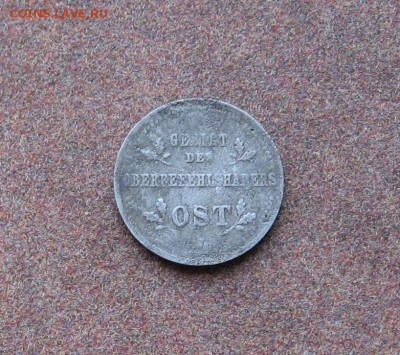 COINS.LAVE.RU
GEBIET
DES
OBERBEFEHLSHABERS
OST